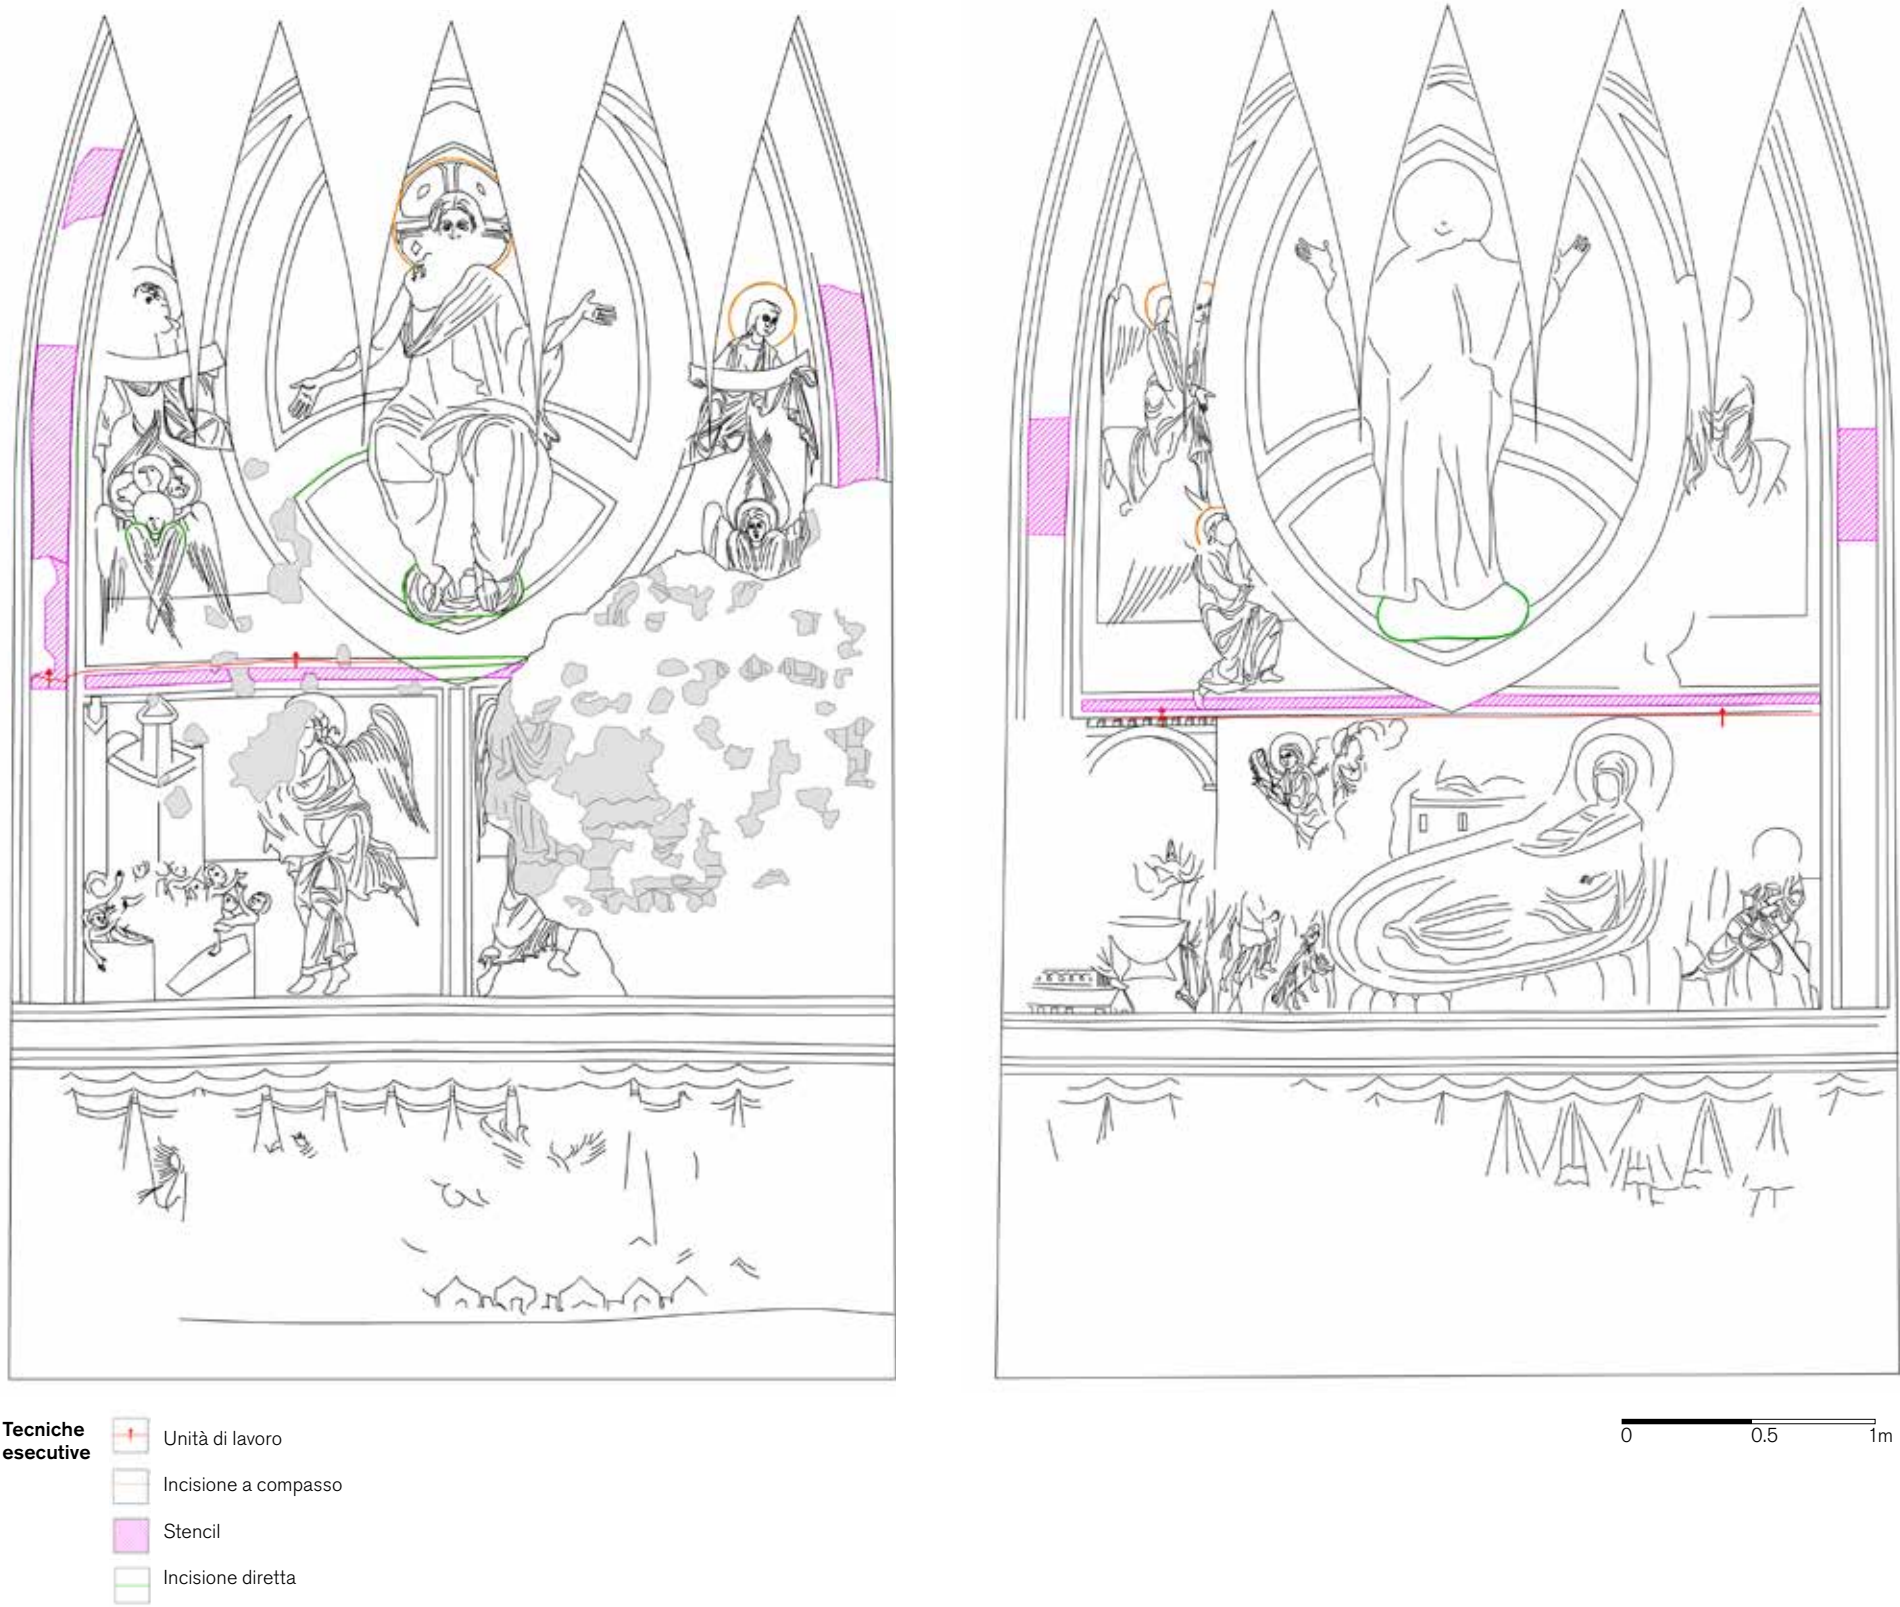 Tecniche
esecutive
Unità di lavoro
Incisione a compasso
Stencil
Incisione diretta
0 0.5 1m